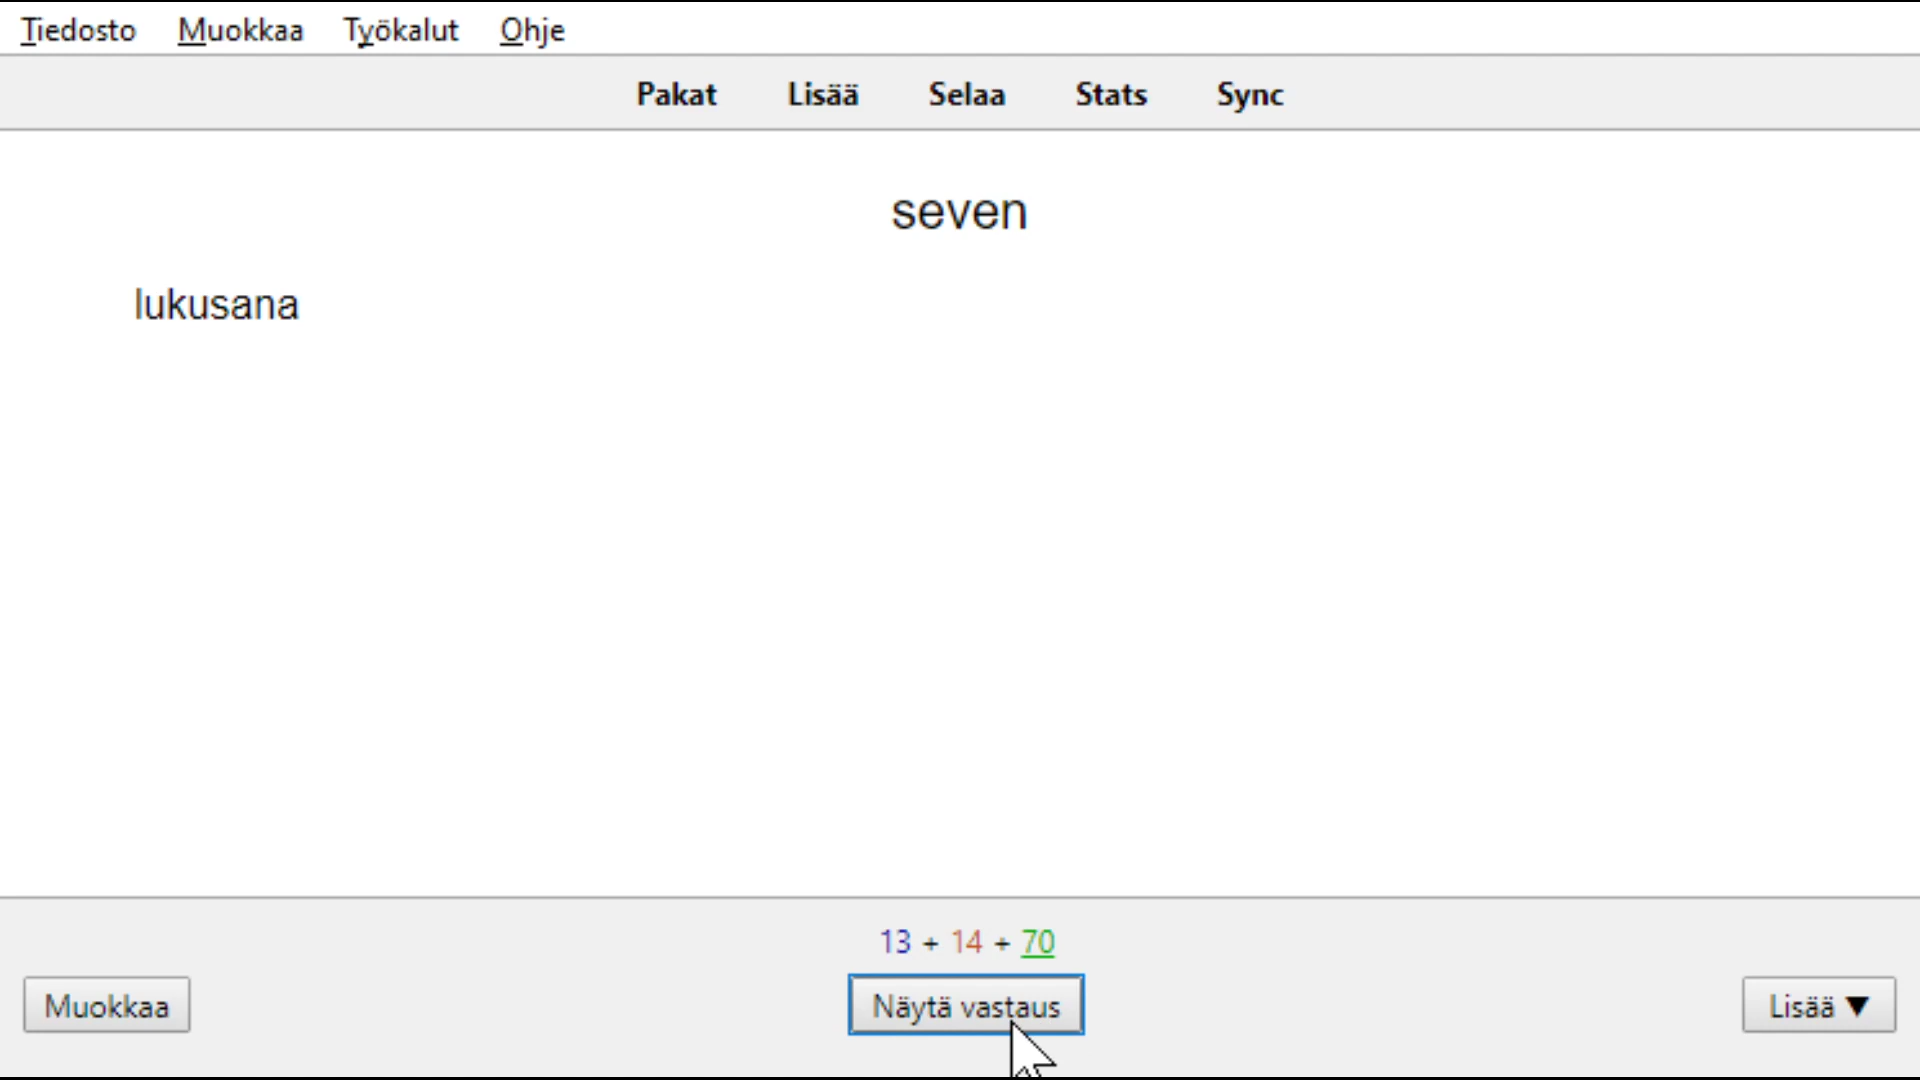 Tiedosto Muokkaa Työkalut Ohje
Pakat Lisää Selaa Stats Sync
seven
lukusana
13 + 14 + 70
Muokkaa Näytä vastaus Lisää ▼